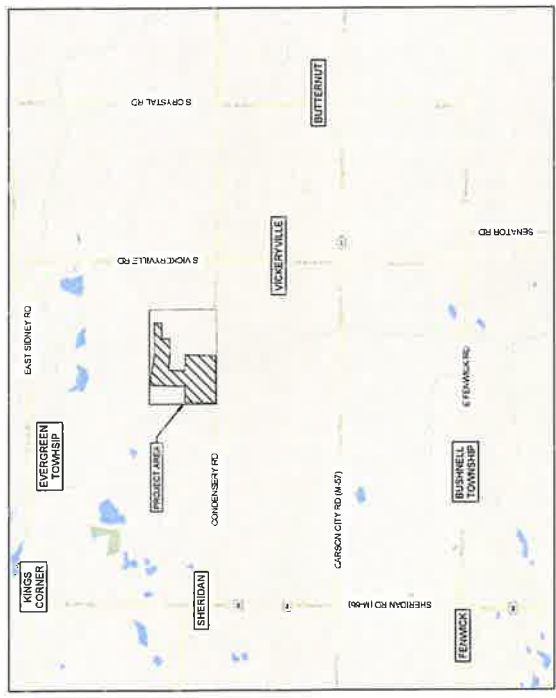 KINGS
CORNER
EVERGREEN
TOWHSIP
EAST SIDNEY RD
PROJECT AREA
S VICKERYVILLE RD
S CRYSTAL RD
SHERIDAN
CONDENSERY RD
VICKERYVILLE
BUTTERNUT
CARSON CITY RD (M-57)
SHERIDAN RD (M-66)
FENWICK
BUSHNELL
TOWNSHIP
E FENWICK RD
SENATOR RD